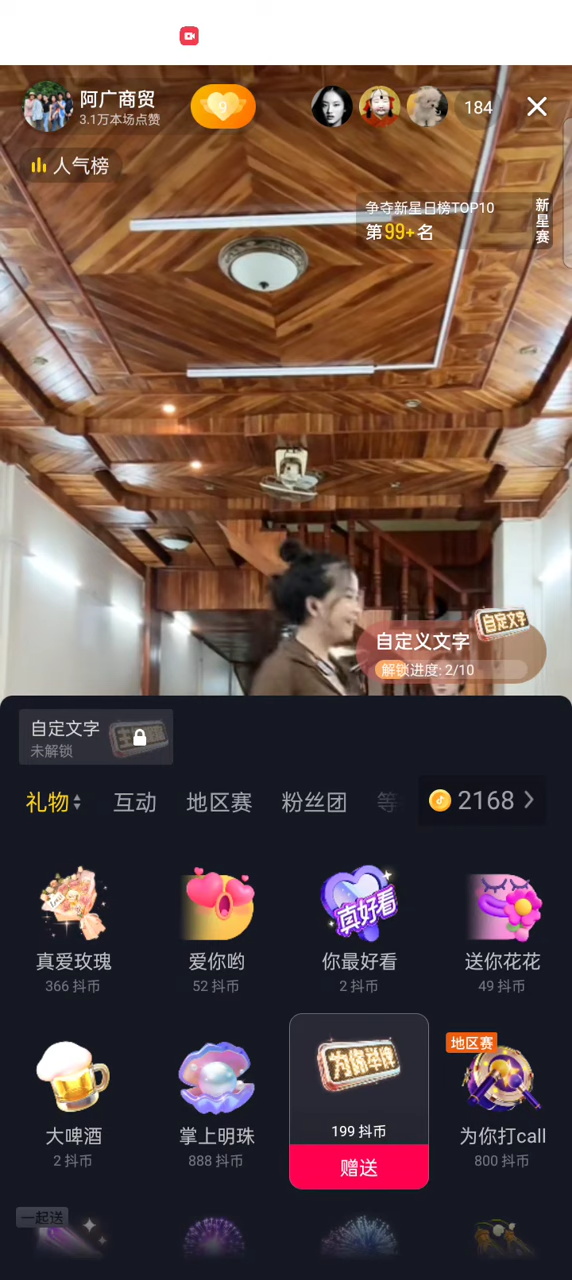 阿广商贸
3.1万本场点赞
9
184
人气榜
争夺新星日榜TOP10
第99+名
新星赛
自定文字
自定义文字
解锁进度: 2/10
自定文字
未解锁
礼物
互动
地区赛
粉丝团
等
2168
真好看
真爱玫瑰
爱你哟
你最好看
送你花花
366 抖币
52 抖币
2 抖币
49 抖币
为你举牌
地区赛
199 抖币
大啤酒
掌上明珠
为你打call
2 抖币
888 抖币
赠送
800 抖币
一起送